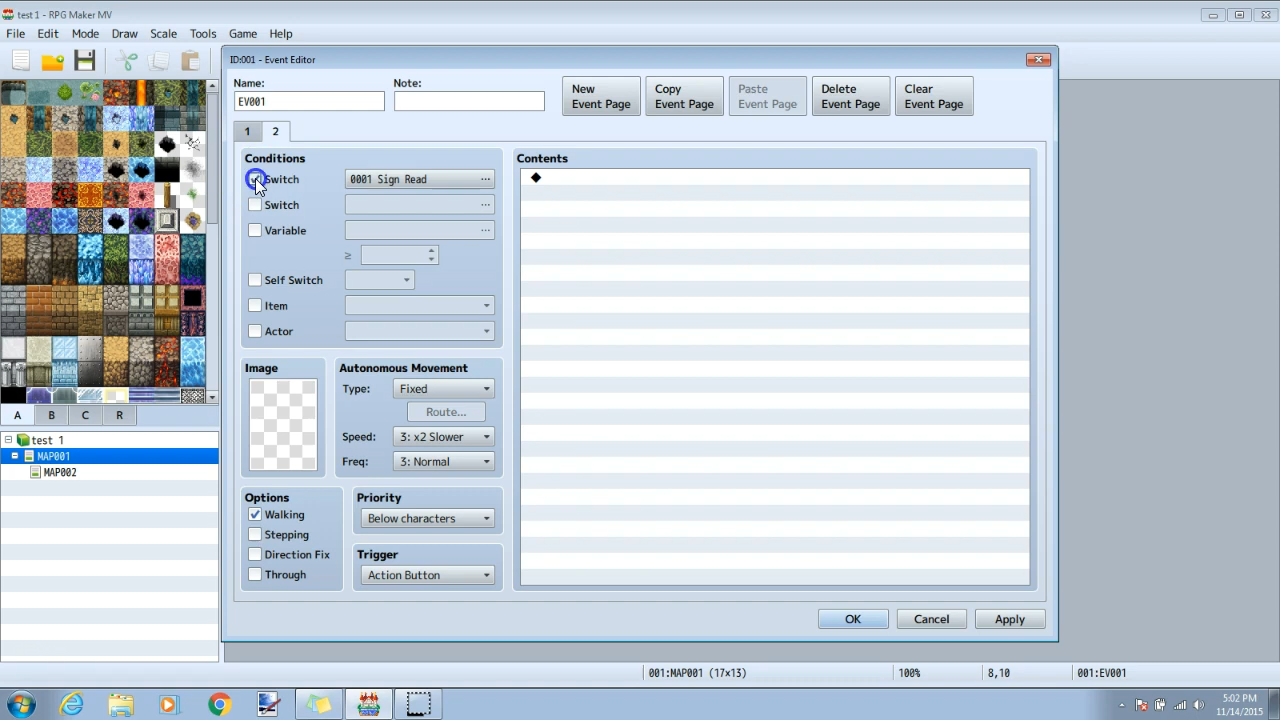 test 1 - RPG Maker MV
File Edit Mode Draw Scale Tools Game Help
ID:001 - Event Editor
Name: Note:
EV001
New Event Page
Copy Event Page
Paste Event Page
Delete Event Page
Clear Event Page
1 2
Conditions
Switch 0001 Sign Read ...
Switch ...
Variable ...
≥
Self Switch
Item
Actor
Contents
◆
Image
Autonomous Movement
Type: Fixed
Route...
Speed: 3: x2 Slower
Freq: 3: Normal
Options
Walking
Stepping
Direction Fix
Through
Priority
Below characters
Trigger
Action Button
OK Cancel Apply
A B C R
test 1
MAP001
MAP002
001:MAP001 (17x13) 100% 8,10 001:EV001
5:02 PM
11/14/2015